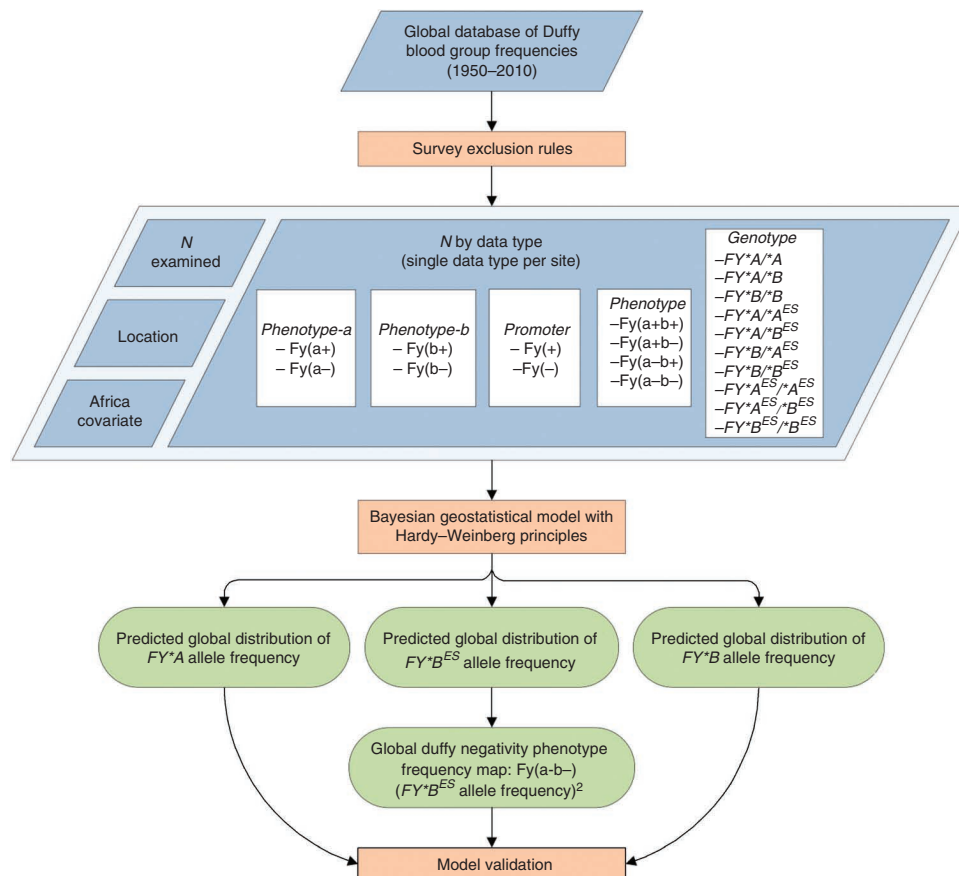 Global database of Duffy
blood group frequencies
(1950–2010)
Survey exclusion rules
N
examined
Location
Africa
covariate
N by data type
(single data type per site)
Phenotype-a
– Fy(a+)
– Fy(a–)
Phenotype-b
– Fy(b+)
– Fy(b–)
Promoter
– Fy(+)
–Fy(–)
Phenotype
–Fy(a+b+)
–Fy(a+b–)
–Fy(a–b+)
–Fy(a–b–)
Genotype
–FY*A/*A
–FY*A/*B
–FY*B/*B
–FY*A/*A^ES
–FY*A/*B^ES
–FY*B/*A^ES
–FY*B/*B^ES
–FY*A^ES/*A^ES
–FY*A^ES/*B^ES
–FY*B^ES/*B^ES
Bayesian geostatistical model with
Hardy–Weinberg principles
Predicted global distribution of
FY*A allele frequency
Predicted global distribution of
FY*B^ES allele frequency
Predicted global distribution of
FY*B allele frequency
Global duffy negativity phenotype
frequency map: Fy(a-b–)
(FY*B^ES allele frequency)²
Model validation